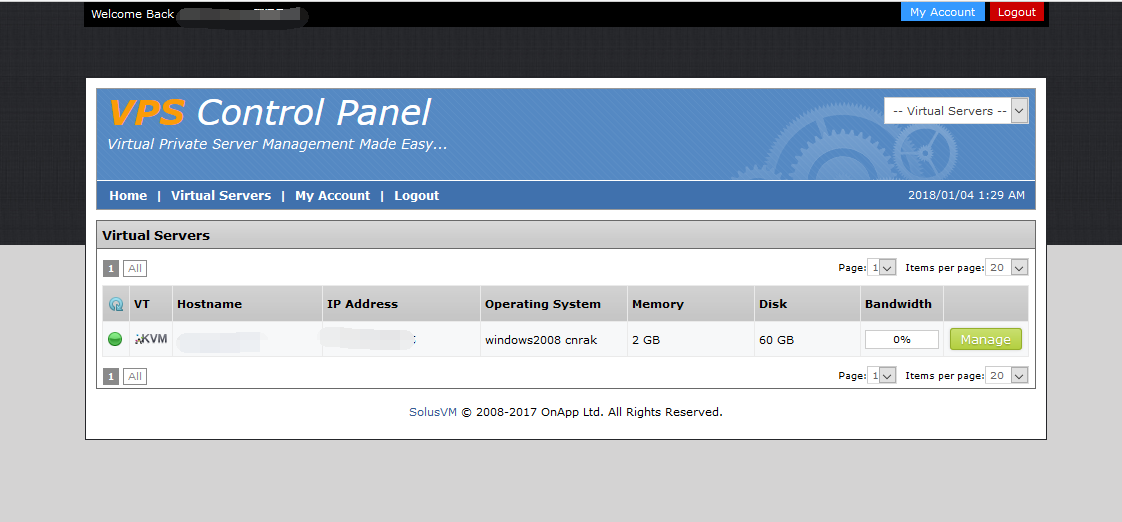 Welcome Back
My Account Logout
VPS Control Panel
-- Virtual Servers --
Virtual Private Server Management Made Easy...
Home | Virtual Servers | My Account | Logout
2018/01/04 1:29 AM
Virtual Servers
1 All
Page: 1 Items per page: 20
VT Hostname IP Address Operating System Memory Disk Bandwidth
KVM windows2008 cnrak 2 GB 60 GB 0% Manage
1 All
Page: 1 Items per page: 20
SolusVM © 2008-2017 OnApp Ltd. All Rights Reserved.